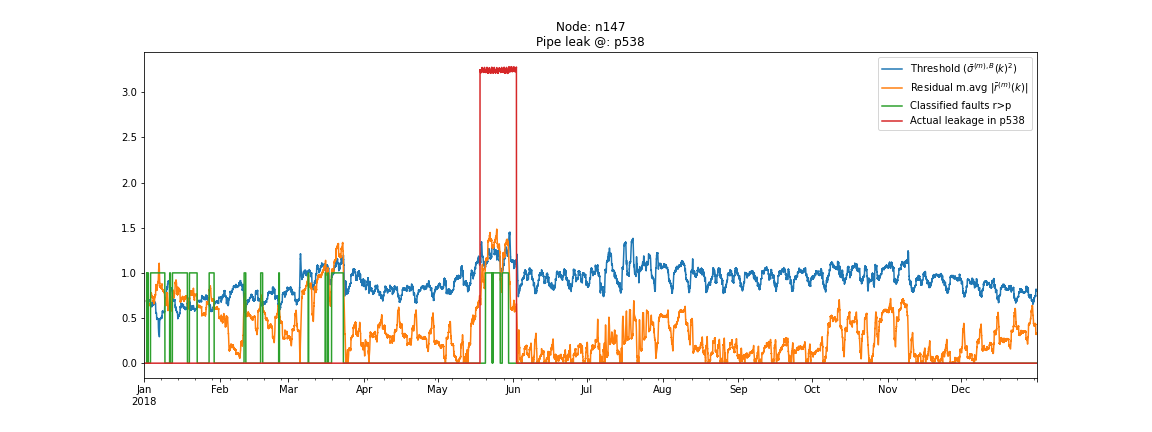 Node: n147
Pipe leak @: p538
Threshold (σ̄^(m),B(k)²)
Residual m.avg |r̄^(m)(k)|
Classified faults r>p
Actual leakage in p538
3.0
2.5
2.0
1.5
1.0
0.5
0.0
Jan Feb Mar Apr May Jun Jul Aug Sep Oct Nov Dec
2018